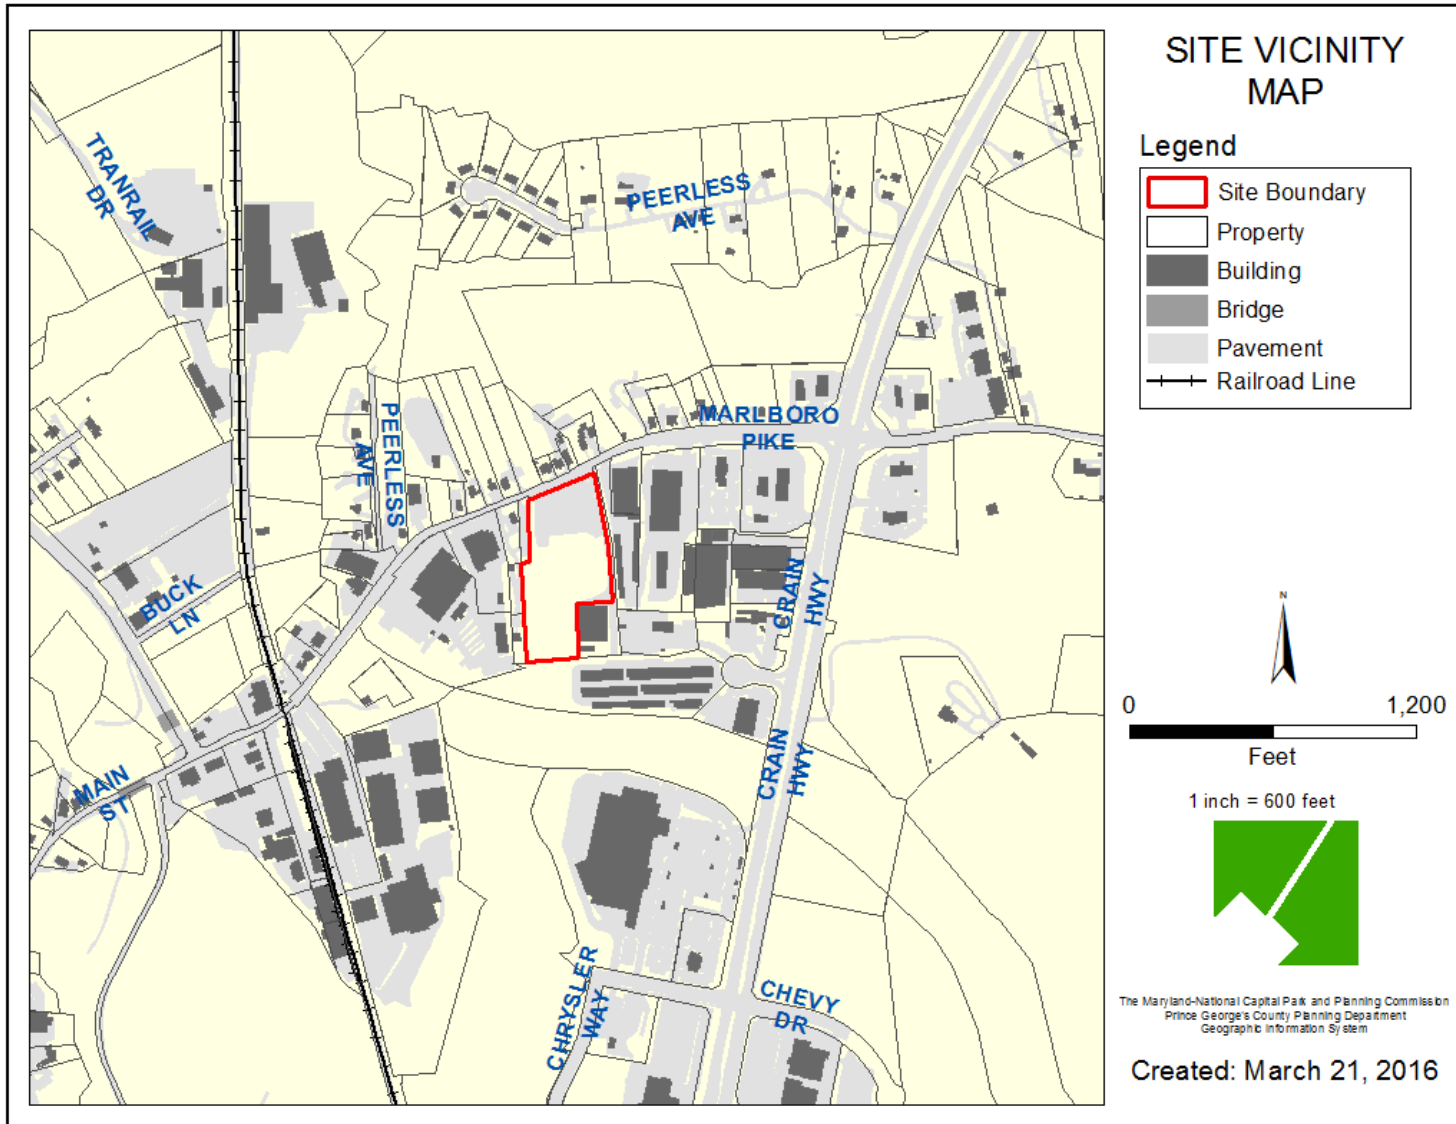 SITE VICINITY
MAP
Legend
Site Boundary
Property
Building
Bridge
Pavement
Railroad Line
TRANRAIL
DR
PEERLESS
AVE
PEERLESS
AVE
MARLBORO
PIKE
BUCK
LN
CRAIN
HWY
CRAIN
HWY
MAIN
ST
CHRYSLER
WAY
CHEVY
DR
N
0 1,200
Feet
1 inch = 600 feet
The Maryland-National Capital Park and Planning Commission
Prince George's County Planning Department
Geographic Information System
Created: March 21, 2016